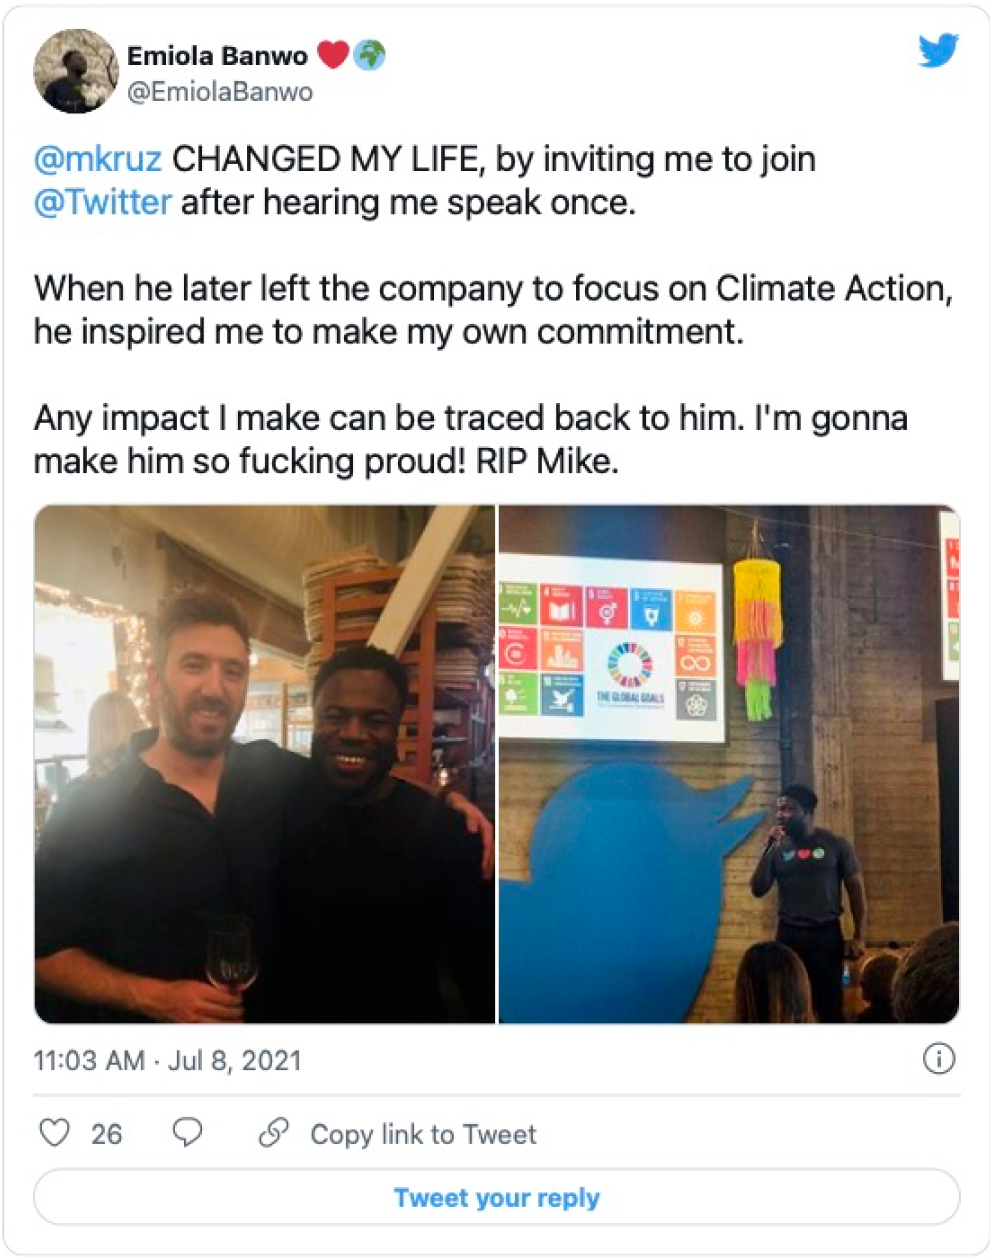 Emiola Banwo
@EmiolaBanwo
@mkruz CHANGED MY LIFE, by inviting me to join
@Twitter after hearing me speak once.
When he later left the company to focus on Climate Action,
he inspired me to make my own commitment.
Any impact I make can be traced back to him. I'm gonna
make him so fucking proud! RIP Mike.
4
5
6
THE GLOBAL GOALS
11:03 AM · Jul 8, 2021
26
Copy link to Tweet
Tweet your reply